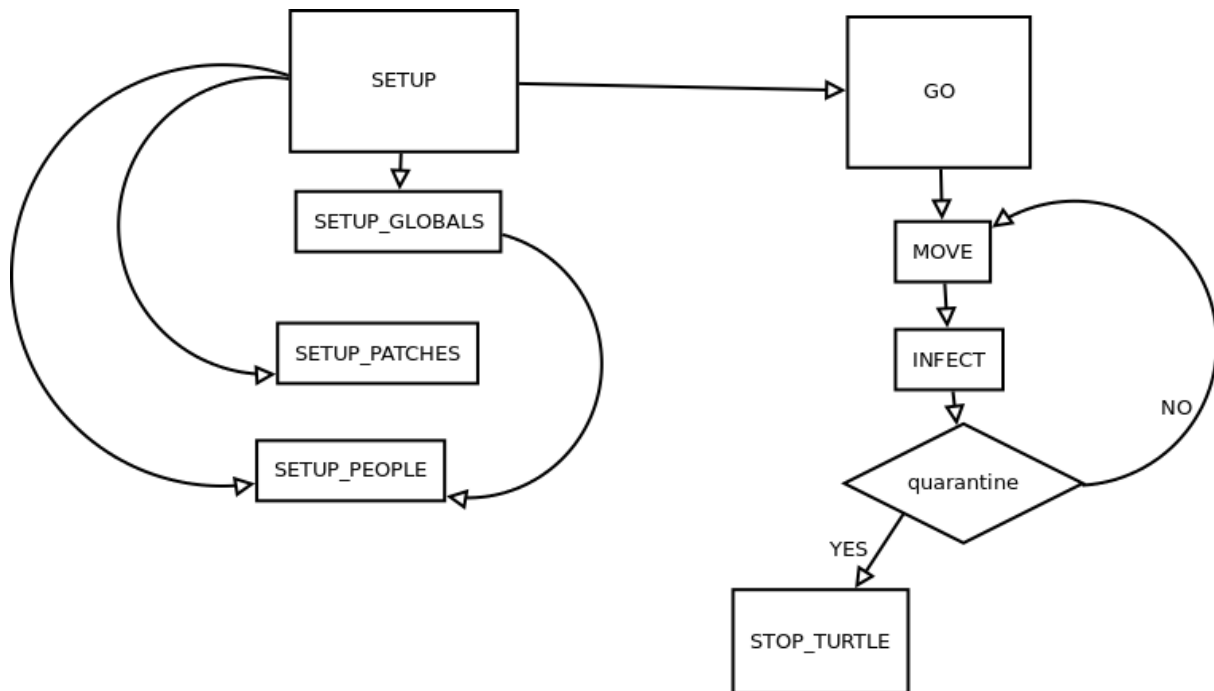 SETUP
GO
SETUP_GLOBALS
MOVE
SETUP_PATCHES
INFECT
NO
SETUP_PEOPLE
quarantine
YES
STOP_TURTLE